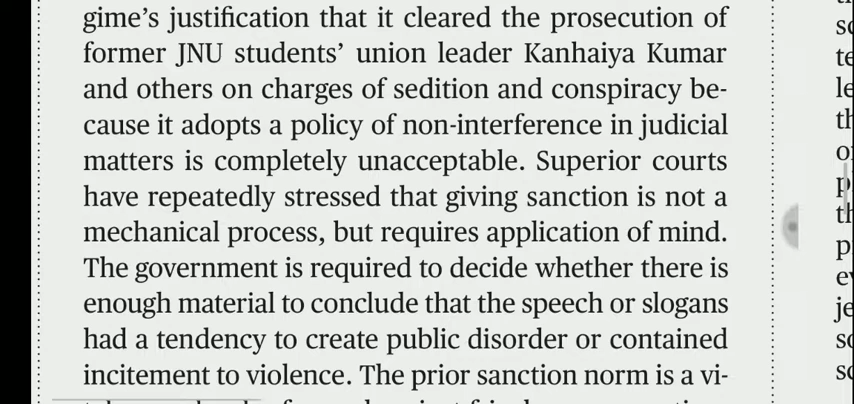 gime's justification that it cleared the prosecution of
former JNU students' union leader Kanhaiya Kumar
and others on charges of sedition and conspiracy be-
cause it adopts a policy of non-interference in judicial
matters is completely unacceptable. Superior courts
have repeatedly stressed that giving sanction is not a
mechanical process, but requires application of mind.
The government is required to decide whether there is
enough material to conclude that the speech or slogans
had a tendency to create public disorder or contained
incitement to violence. The prior sanction norm is a vi-